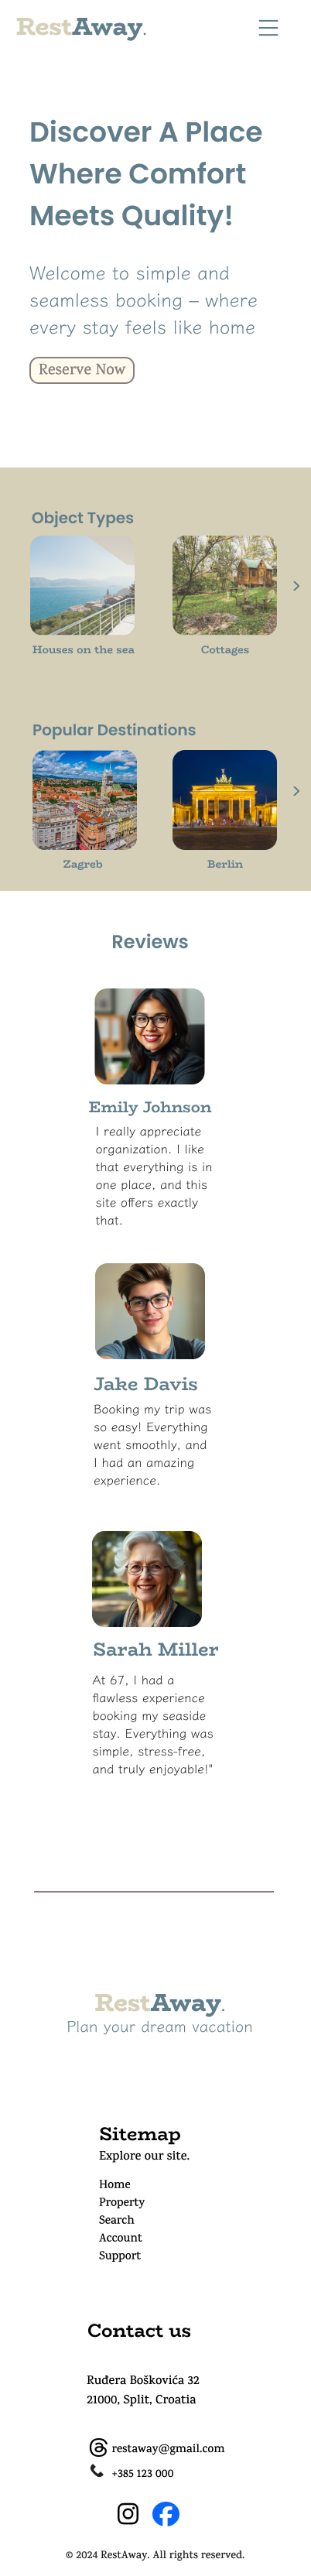 RestAway.
Discover A Place
Where Comfort
Meets Quality!
Welcome to simple and
seamless booking – where
every stay feels like home
Reserve Now
Object Types
Houses on the sea
Cottages
Popular Destinations
Zagreb
Berlin
Reviews
Emily Johnson
I really appreciate
organization. I like
that everything is in
one place, and this
site offers exactly
that.
Jake Davis
Booking my trip was
so easy! Everything
went smoothly, and
I had an amazing
experience.
Sarah Miller
At 67, I had a
flawless experience
booking my seaside
stay. Everything was
simple, stress-free,
and truly enjoyable!"
RestAway.
Plan your dream vacation
Sitemap
Explore our site.
Home
Property
Search
Account
Support
Contact us
Ruđera Boškovića 32
21000, Split, Croatia
restaway@gmail.com
+385 123 000
© 2024 RestAway. All rights reserved.